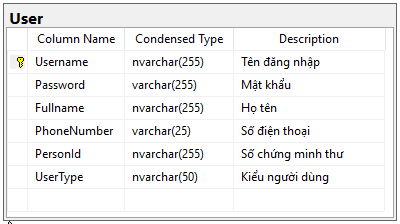 User
Column Name Condensed Type Description
Username nvarchar(255) Tên đăng nhập
Password varchar(255) Mật khẩu
Fullname nvarchar(255) Họ tên
PhoneNumber varchar(25) Số điện thoại
PersonId nvarchar(255) Số chứng minh thư
UserType nvarchar(50) Kiểu người dùng